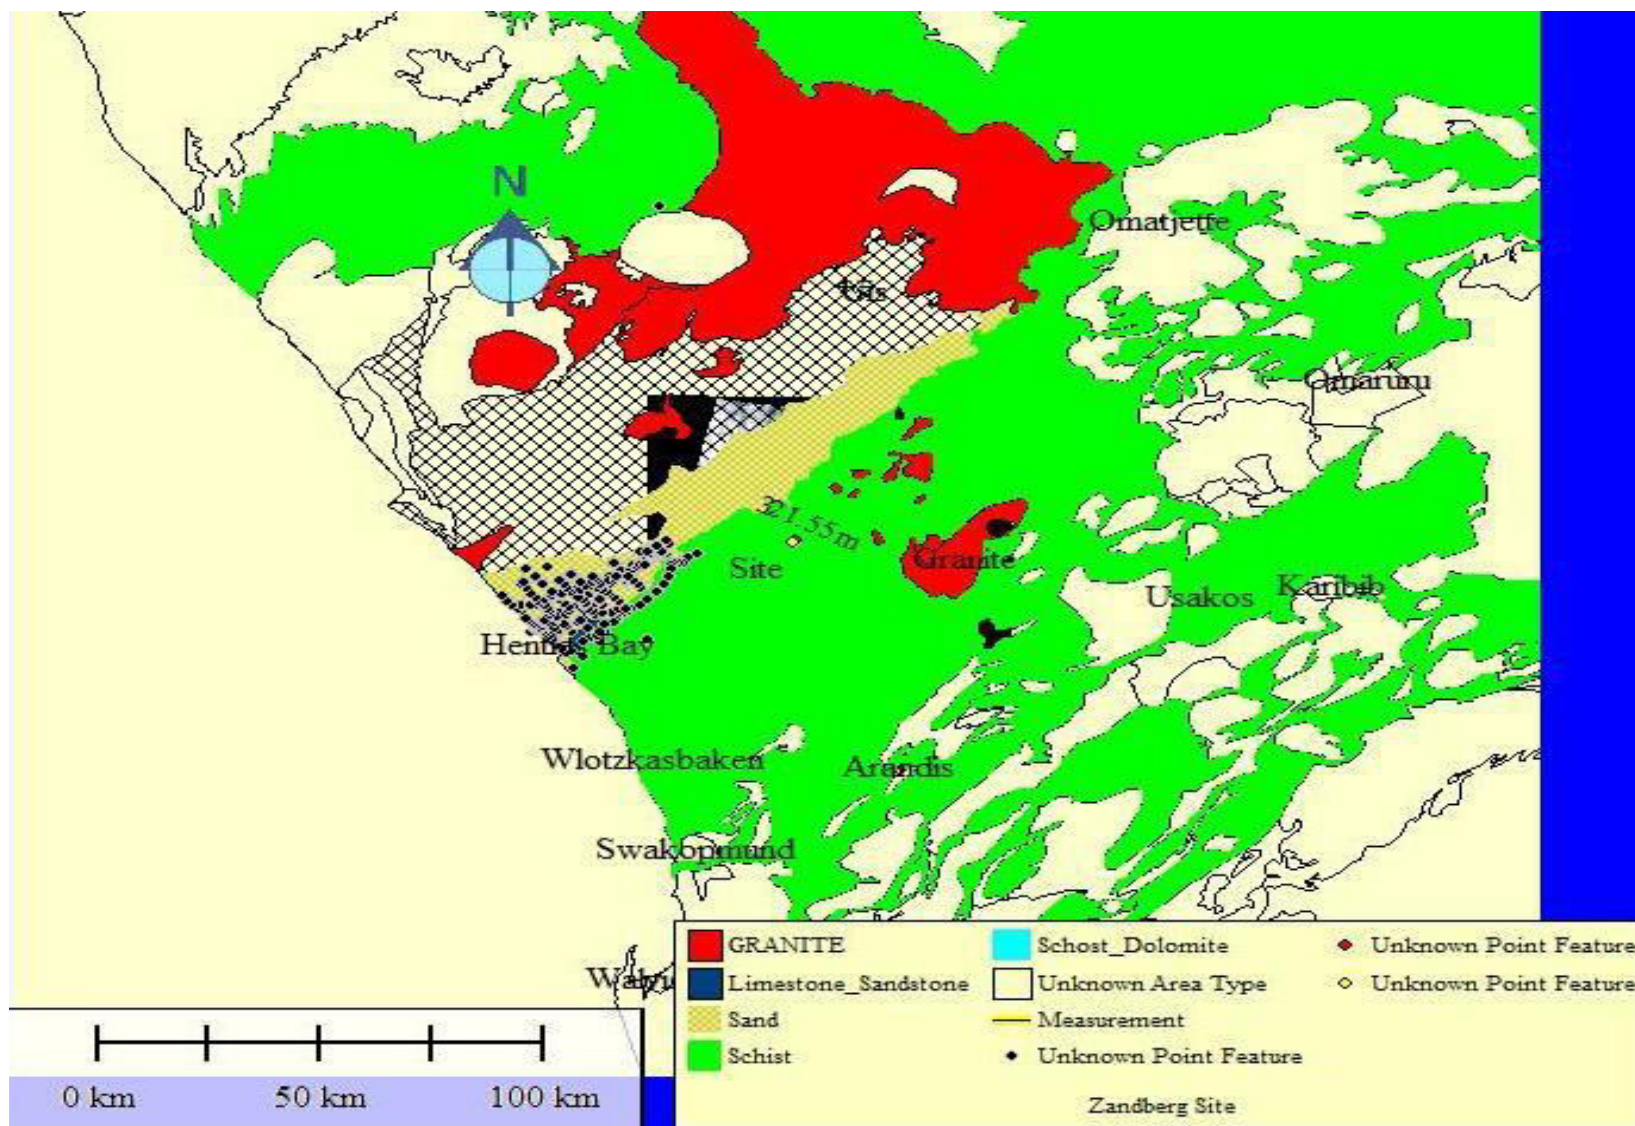 N
Omatjette
Uis
Omaruru
321.55m
Site
Granite
Usakos
Karibib
Bay
Wlotzkasbaken
Arandis
Swakopmund
GRANITE
Schost_Dolomite
Unknown Point Feature
Limestone_Sandstone
Unknown Area Type
Unknown Point Feature
Sand
Measurement
Schist
Unknown Point Feature
0 km
50 km
100 km
Zandberg Site